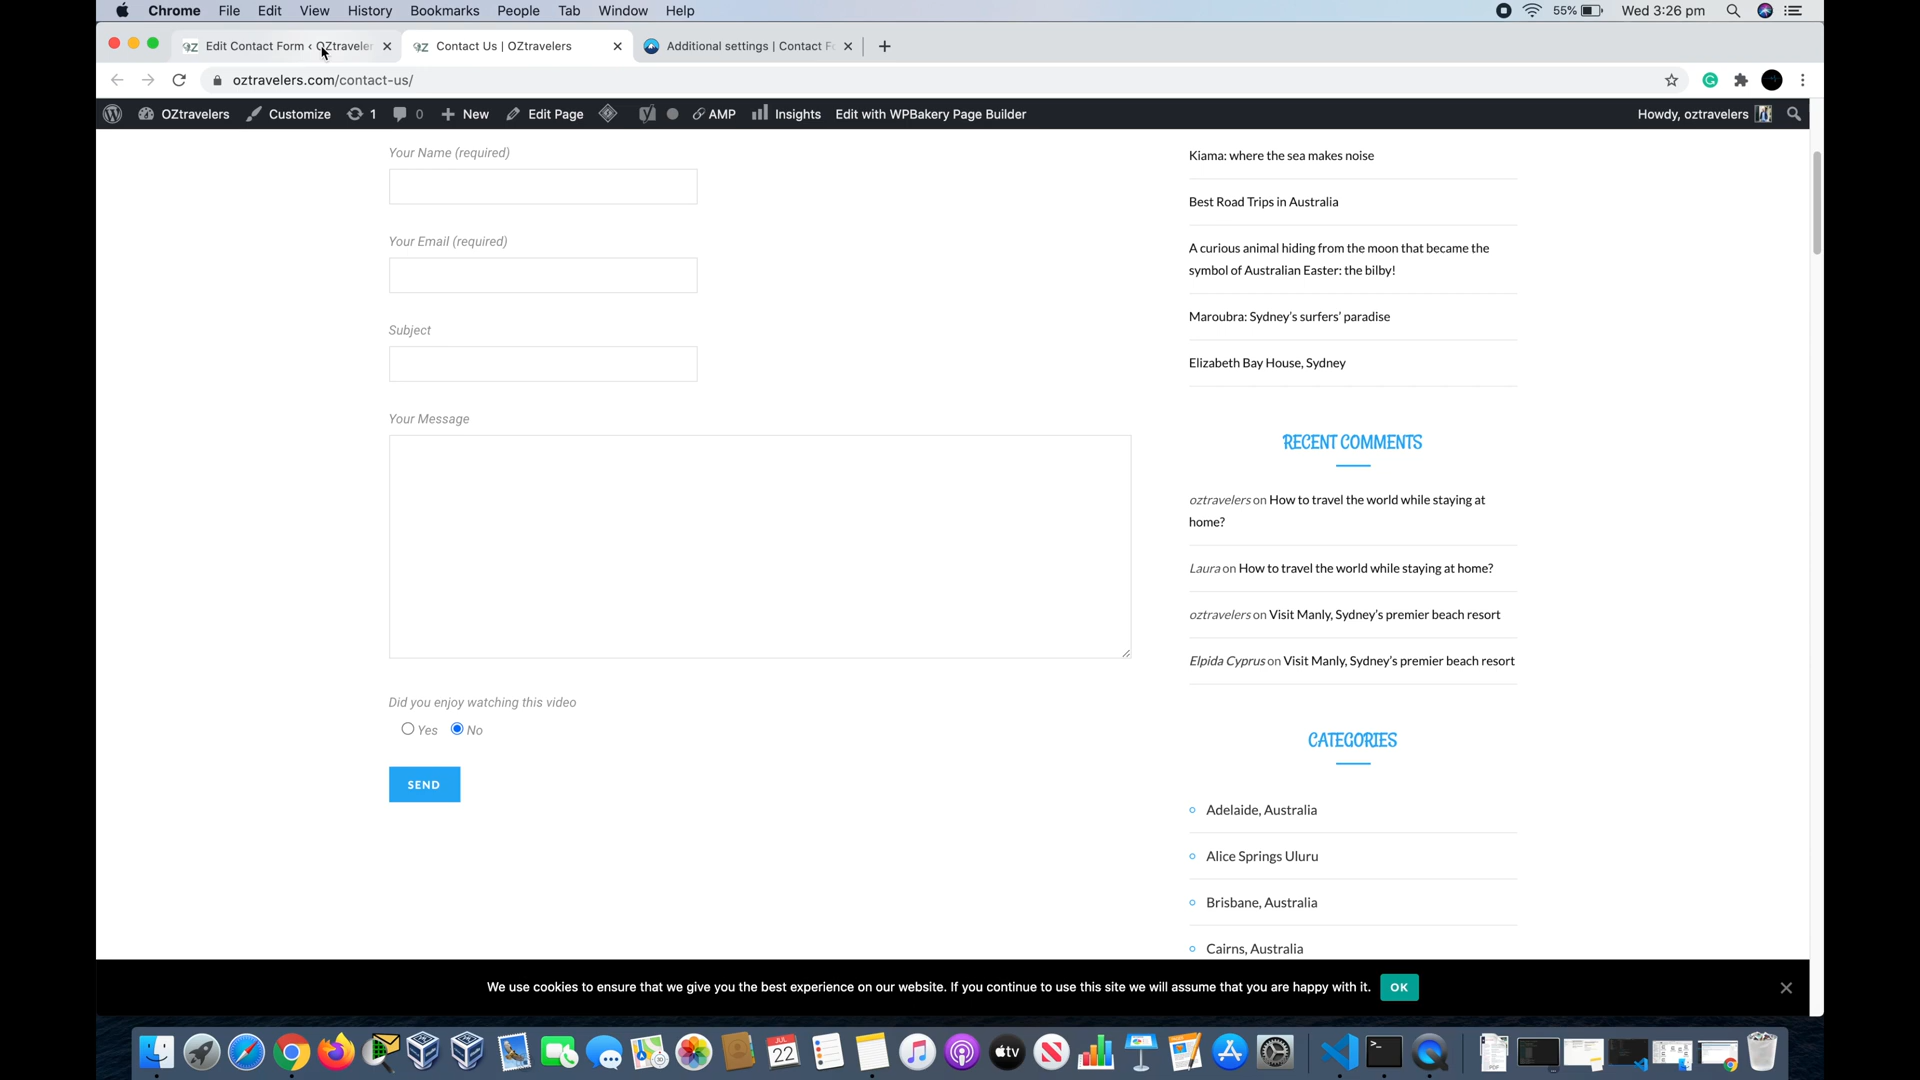 Chrome File Edit View History Bookmarks People Tab Window Help
55% Wed 3:26 pm
Edit Contact Form ‹ OZtraveler
Contact Us | OZtravelers
Additional settings | Contact Fo
oztravelers.com/contact-us/
OZtravelers Customize 1 0 New Edit Page AMP Insights Edit with WPBakery Page Builder Howdy, oztravelers
Your Name (required)
Your Email (required)
Subject
Your Message
Did you enjoy watching this video
Yes No
SEND
Kiama: where the sea makes noise
Best Road Trips in Australia
A curious animal hiding from the moon that became the
symbol of Australian Easter: the bilby!
Maroubra: Sydney's surfers' paradise
Elizabeth Bay House, Sydney
RECENT COMMENTS
oztravelers on How to travel the world while staying at
home?
Laura on How to travel the world while staying at home?
oztravelers on Visit Manly, Sydney's premier beach resort
Elpida Cyprus on Visit Manly, Sydney's premier beach resort
CATEGORIES
Adelaide, Australia
Alice Springs Uluru
Brisbane, Australia
Cairns, Australia
We use cookies to ensure that we give you the best experience on our website. If you continue to use this site we will assume that you are happy with it. OK
JUL
22
tv